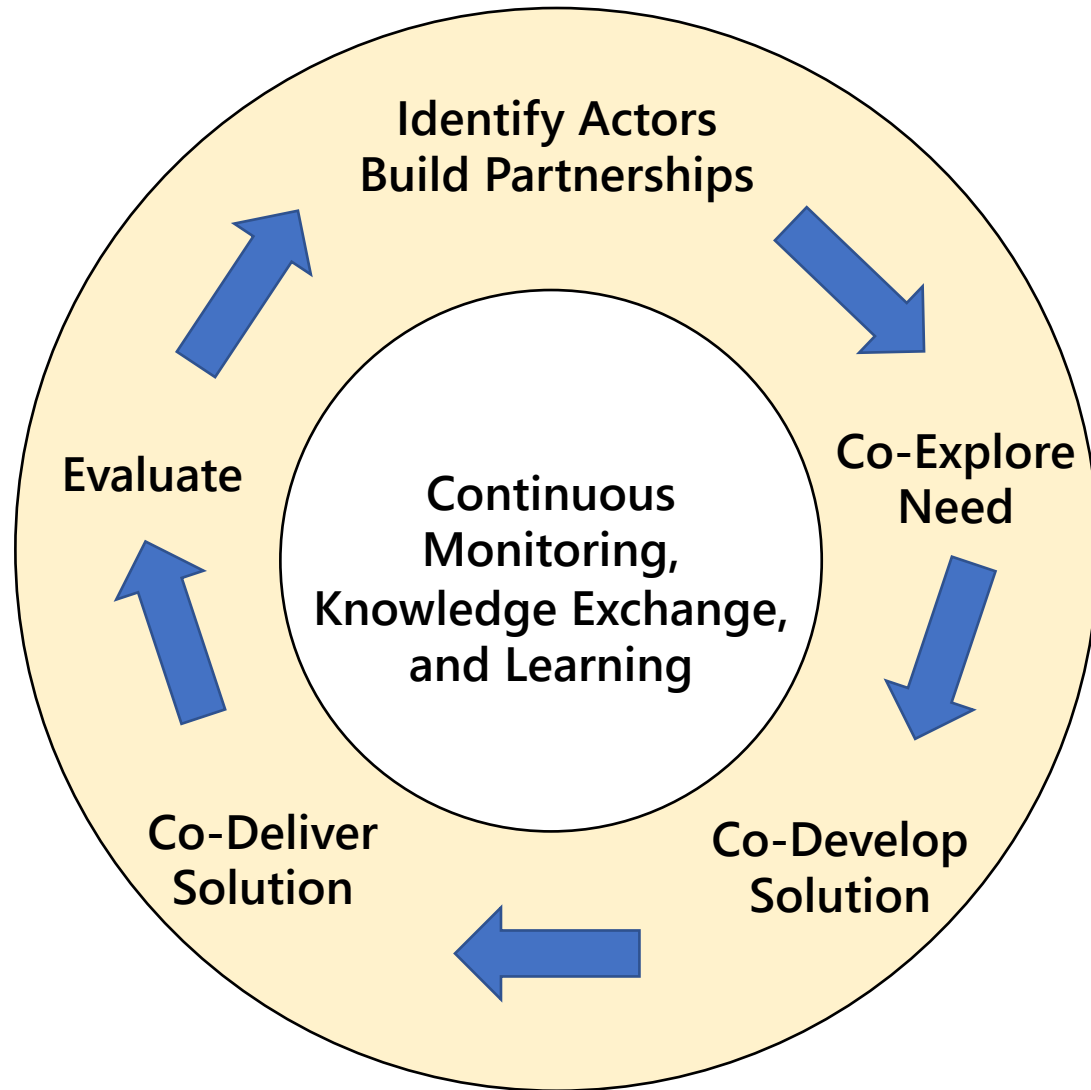 Identify Actors
Build Partnerships
Co-Explore
Need
Co-Develop
Solution
Co-Deliver
Solution
Evaluate
Continuous
Monitoring,
Knowledge Exchange,
and Learning